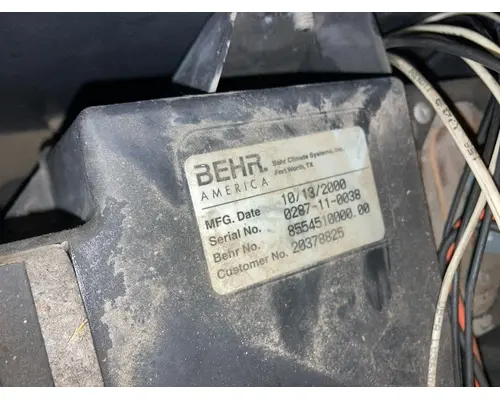 BEHR. Behr Climate Systems, Inc.
AMERICA Fort Worth, TX
MFG. Date 10/13/2000
Serial No. 0287-11-0038
Behr No. 8554510000.00
Customer No. 20378825